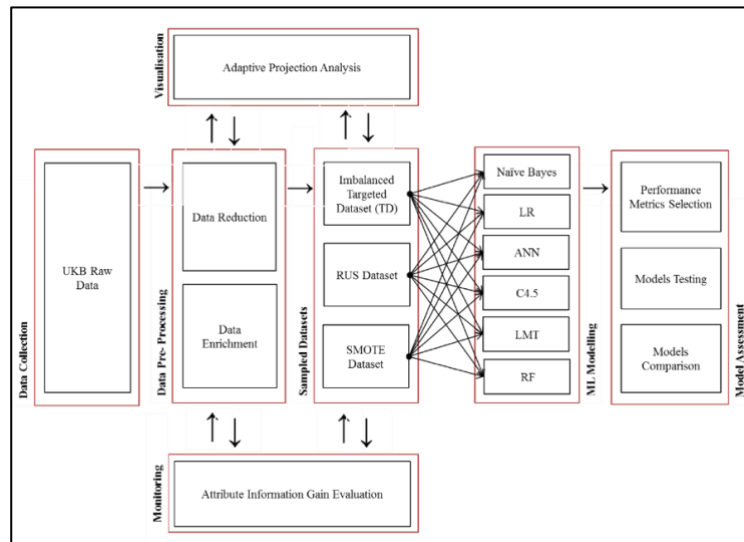 Visualisation
Adaptive Projection Analysis
Data Collection
UKB Raw
Data
Data Pre- Processing
Data Reduction
Data
Enrichment
Sampled Datasets
Imbalanced
Targeted
Dataset (TD)
RUS Dataset
SMOTE
Dataset
Naïve Bayes
LR
ANN
C4.5
LMT
RF
ML Modelling
Performance
Metrics Selection
Models Testing
Models
Comparison
Model Assessment
Monitoring
Attribute Information Gain Evaluation